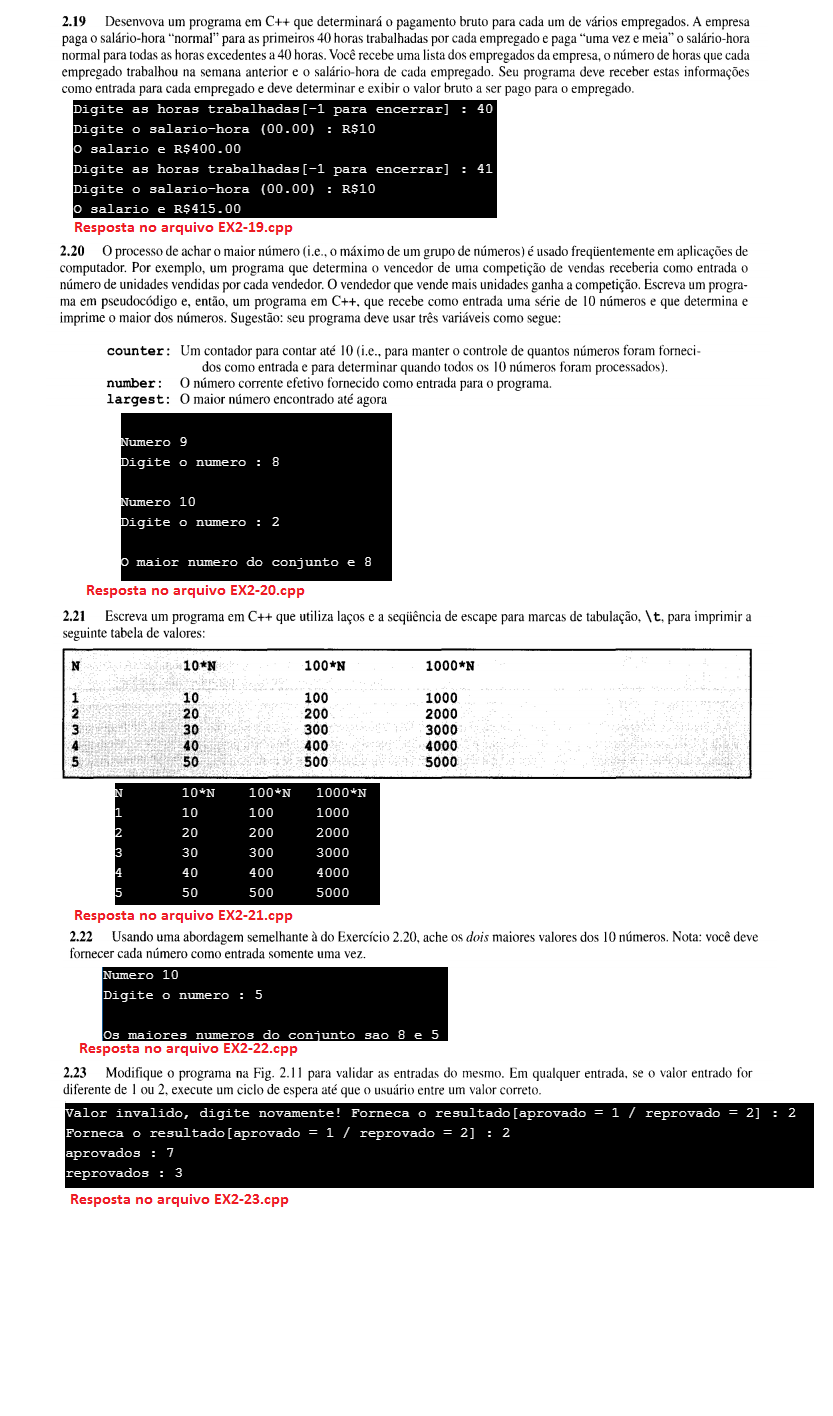 2.19 Desenvova um programa em C++ que determinará o pagamento bruto para cada um de vários empregados. A empresa
paga o salário-hora “normal” para as primeiros 40 horas trabalhadas por cada empregado e paga “uma vez e meia” o salário-hora
normal para todas as horas excedentes a 40 horas. Você recebe uma lista dos empregados da empresa, o número de horas que cada
empregado trabalhou na semana anterior e o salário-hora de cada empregado. Seu programa deve receber estas informações
como entrada para cada empregado e deve determinar e exibir o valor bruto a ser pago para o empregado.
Digite as horas trabalhadas[-1 para encerrar] : 40
Digite o salario-hora (00.00) : R$10
O salario e R$400.00
Digite as horas trabalhadas[-1 para encerrar] : 41
Digite o salario-hora (00.00) : R$10
O salario e R$415.00
Resposta no arquivo EX2-19.cpp
2.20 O processo de achar o maior número (i.e., o máximo de um grupo de números) é usado freqüentemente em aplicações de
computador. Por exemplo, um programa que determina o vencedor de uma competição de vendas receberia como entrada o
número de unidades vendidas por cada vendedor. O vendedor que vende mais unidades ganha a competição. Escreva um progra-
ma em pseudocódigo e, então, um programa em C++, que recebe como entrada uma série de 10 números e que determina e
imprime o maior dos números. Sugestão: seu programa deve usar três variáveis como segue:
counter: Um contador para contar até 10 (i.e., para manter o controle de quantos números foram forneci-
dos como entrada e para determinar quando todos os 10 números foram processados).
number: O número corrente efetivo fornecido como entrada para o programa.
largest: O maior número encontrado até agora
Numero 9
Digite o numero : 8
Numero 10
Digite o numero : 2
O maior numero do conjunto e 8
Resposta no arquivo EX2-20.cpp
2.21 Escreva um programa em C++ que utiliza laços e a seqüência de escape para marcas de tabulação, \t, para imprimir a
seguinte tabela de valores:
N 10*N 100*N 1000*N
1 10 100 1000
2 20 200 2000
3 30 300 3000
4 40 400 4000
5 50 500 5000
N 10*N 100*N 1000*N
1 10 100 1000
2 20 200 2000
3 30 300 3000
4 40 400 4000
5 50 500 5000
Resposta no arquivo EX2-21.cpp
2.22 Usando uma abordagem semelhante à do Exercício 2.20, ache os dois maiores valores dos 10 números. Nota: você deve
fornecer cada número como entrada somente uma vez.
Numero 10
Digite o numero : 5
Os maiores numeros do conjunto sao 8 e 5
Resposta no arquivo EX2-22.cpp
2.23 Modifique o programa na Fig. 2.11 para validar as entradas do mesmo. Em qualquer entrada, se o valor entrado for
diferente de 1 ou 2, execute um ciclo de espera até que o usuário entre um valor correto.
Valor invalido, digite novamente! Forneca o resultado[aprovado = 1 / reprovado = 2] : 2
Forneca o resultado[aprovado = 1 / reprovado = 2] : 2
aprovados : 7
reprovados : 3
Resposta no arquivo EX2-23.cpp